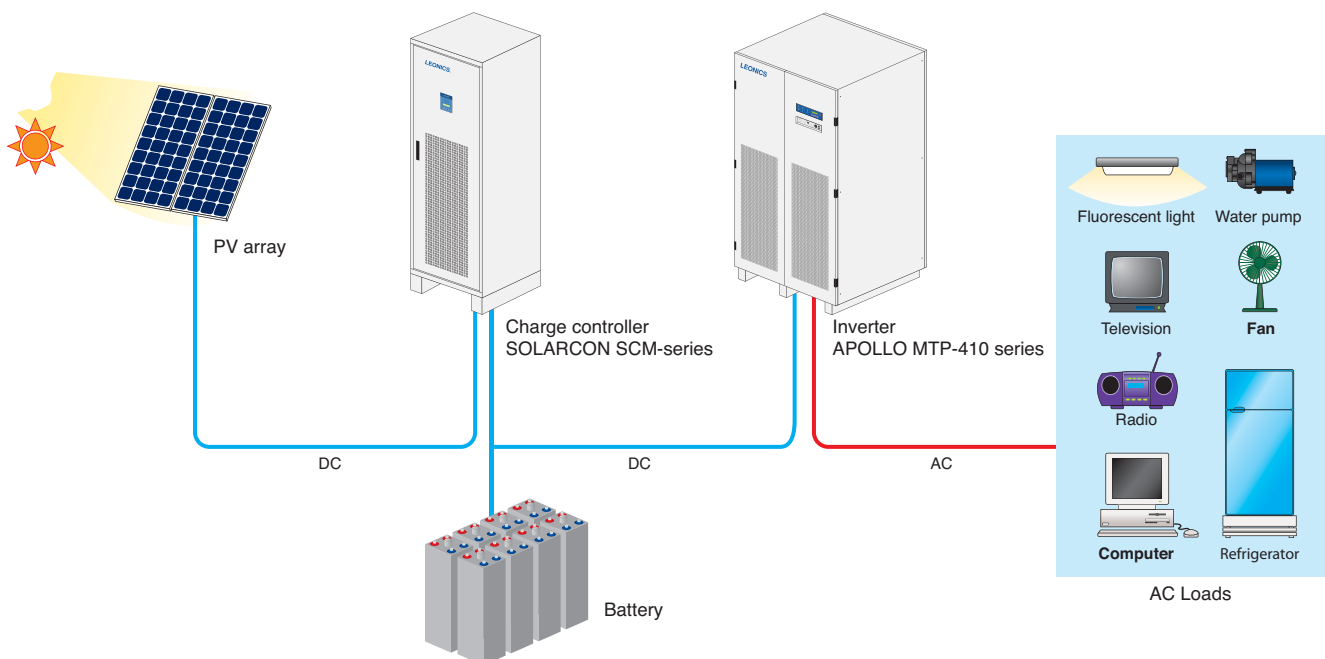 LEONICS
LEONICS
PV array
Charge controller
SOLARCON SCM-series
Inverter
APOLLO MTP-410 series
Fluorescent light
Water pump
Television
Fan
Radio
Computer
Refrigerator
DC
DC
AC
Battery
AC Loads